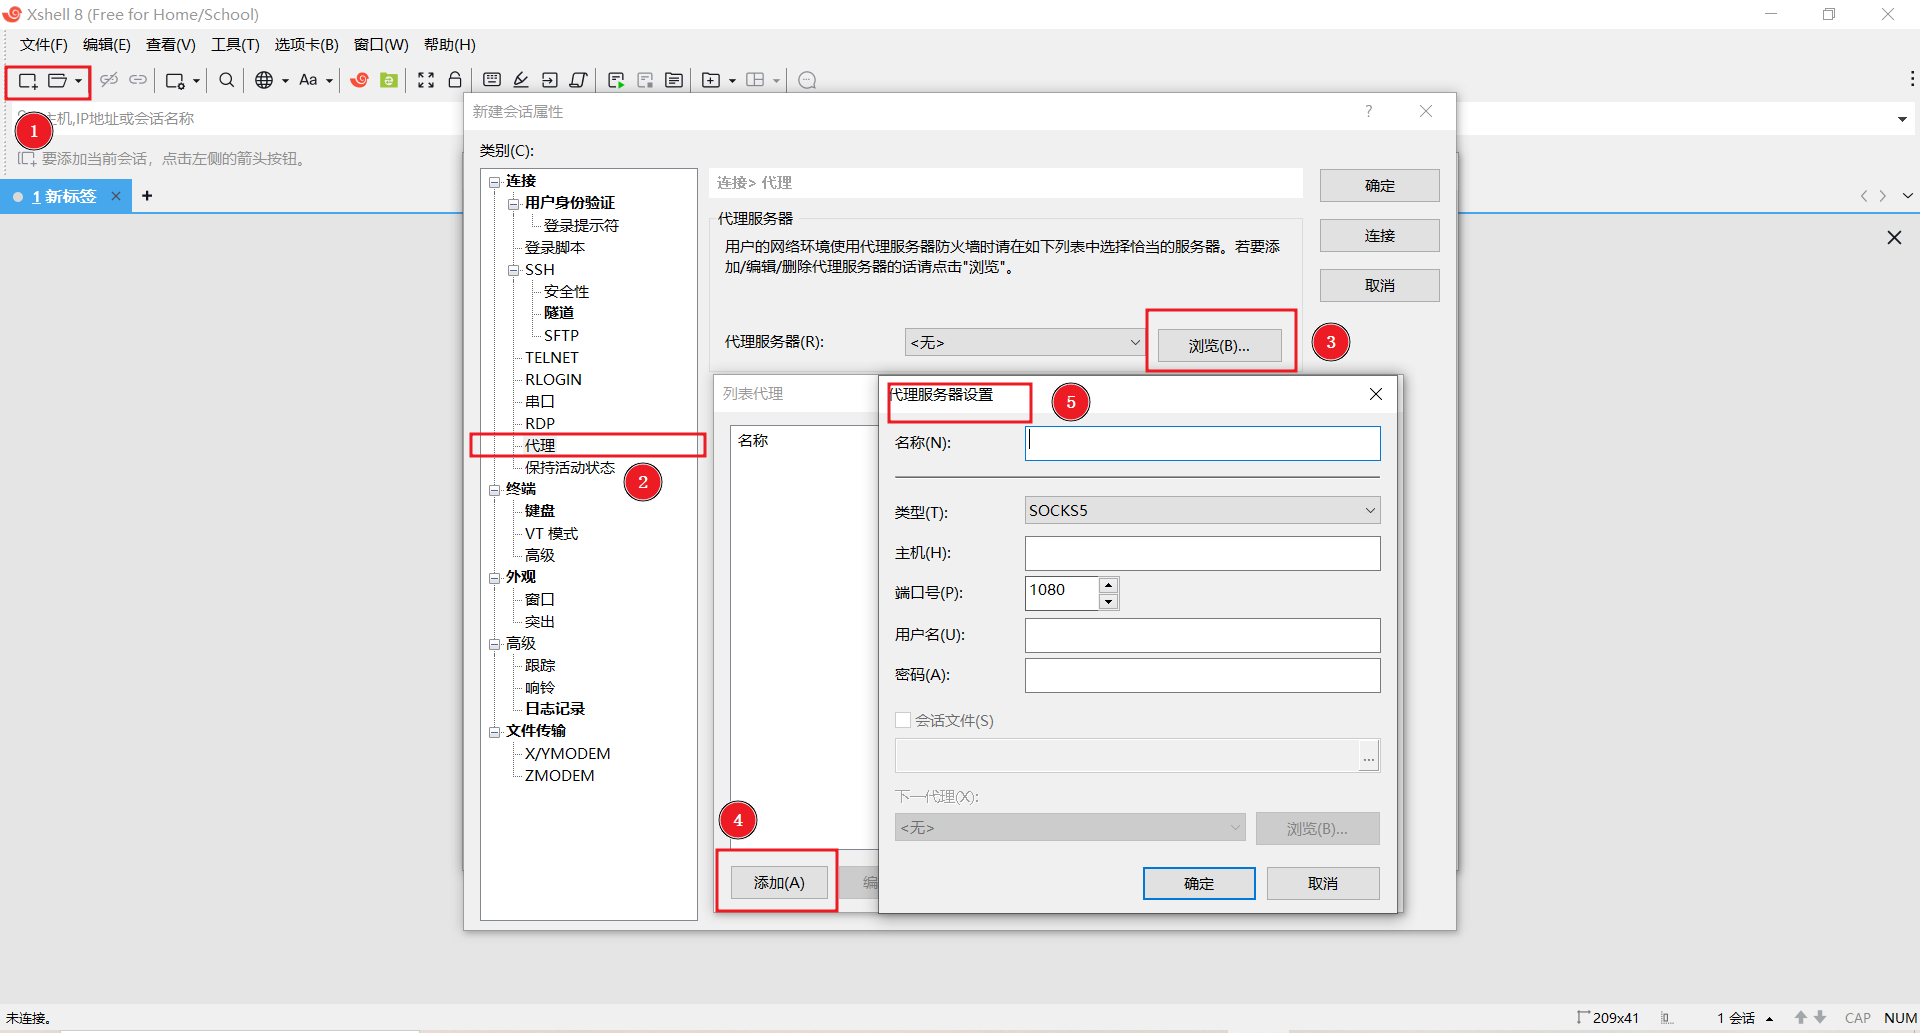 Xshell 8 (Free for Home/School)
文件(F) 编辑(E) 查看(V) 工具(T) 选项卡(B) 窗口(W) 帮助(H)
Aa
主机,IP地址或会话名称
1
要添加当前会话，点击左侧的箭头按钮。
1 新标签
新建会话属性
?
类别(C):
连接
用户身份验证
登录提示符
登录脚本
SSH
安全性
隧道
SFTP
TELNET
RLOGIN
串口
RDP
代理
保持活动状态
2
终端
键盘
VT 模式
高级
外观
窗口
突出
高级
跟踪
响铃
日志记录
文件传输
X/YMODEM
ZMODEM
连接> 代理
代理服务器
用户的网络环境使用代理服务器防火墙时请在如下列表中选择恰当的服务器。若要添
加/编辑/删除代理服务器的话请点击"浏览"。
代理服务器(R):
<无>
浏览(B)...
3
确定
连接
取消
列表代理
名称
4
添加(A)
编
代理服务器设置
5
名称(N):
类型(T):
SOCKS5
主机(H):
端口号(P):
1080
用户名(U):
密码(A):
会话文件(S)
...
下一代理(X):
<无>
浏览(B)...
确定
取消
未连接。
209x41
1 会话
CAP
NUM